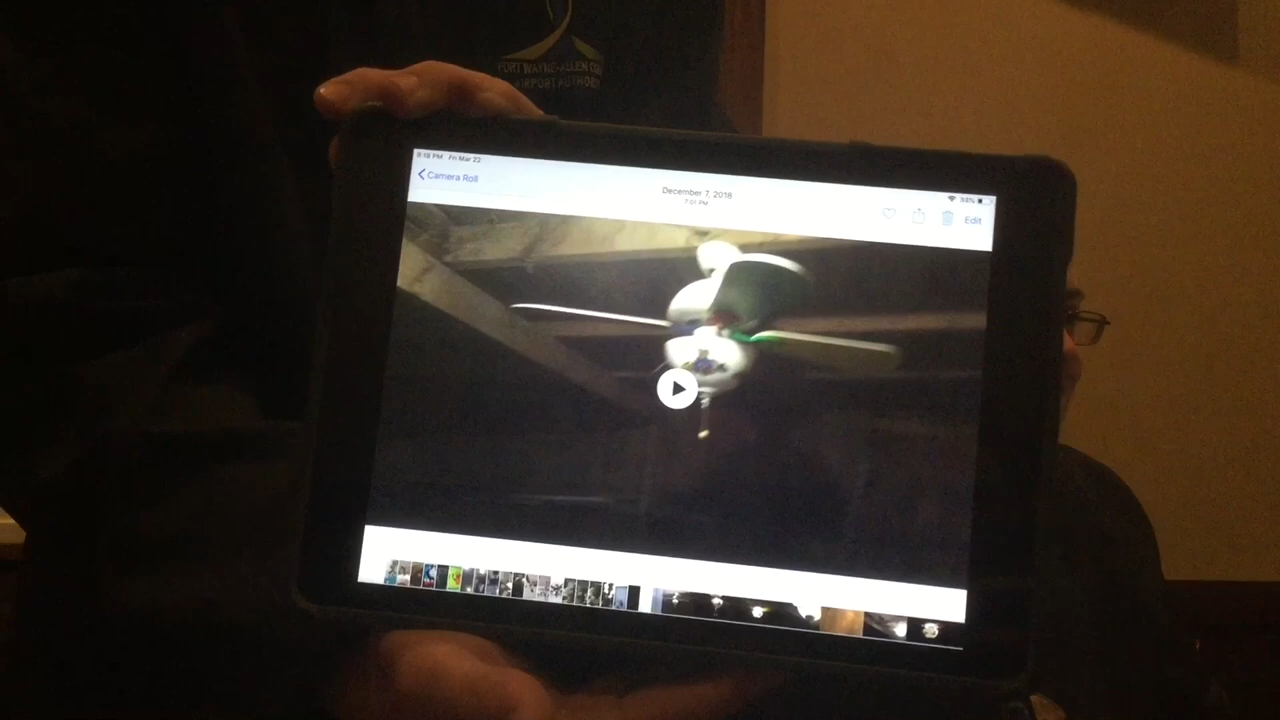 FORT WAYNE-ALLEN CO
AIRPORT AUTHORI
9:18 PM Fri Mar 22
84%
Camera Roll
December 7, 2018
7:01 PM
Edit